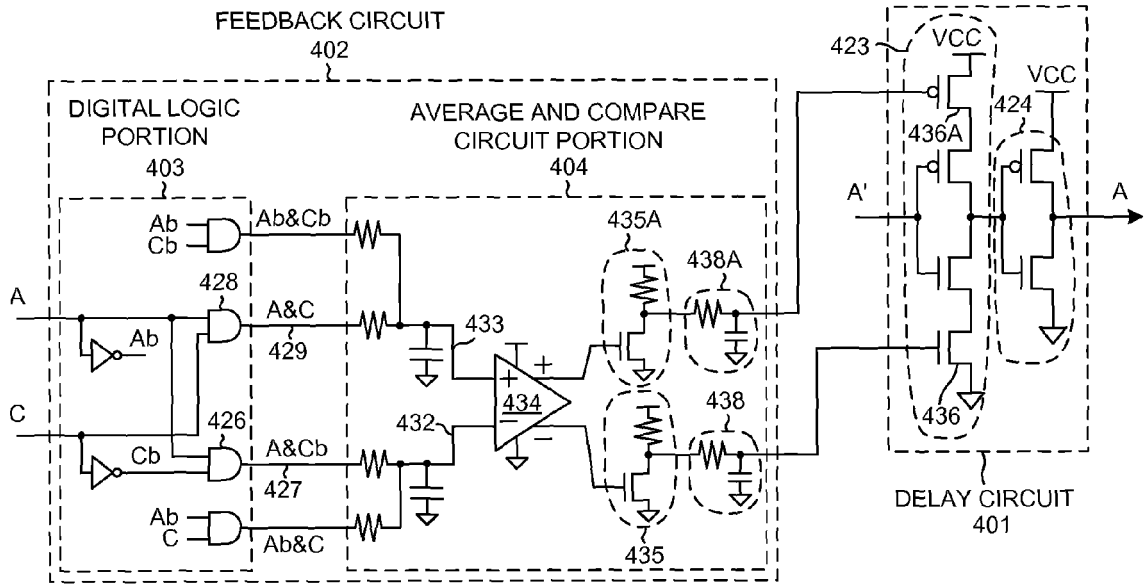 FEEDBACK CIRCUIT
402
DIGITAL LOGIC
PORTION
403
AVERAGE AND COMPARE
CIRCUIT PORTION
404
Ab
Cb
Ab&Cb
A
428
A&C
429
Ab
C
426
A&Cb
427
Cb
Ab
C
Ab&C
433
+
434
−
+
−
432
435A
438A
435
438
423
VCC
436A
VCC
424
A'
A
436
DELAY CIRCUIT
401